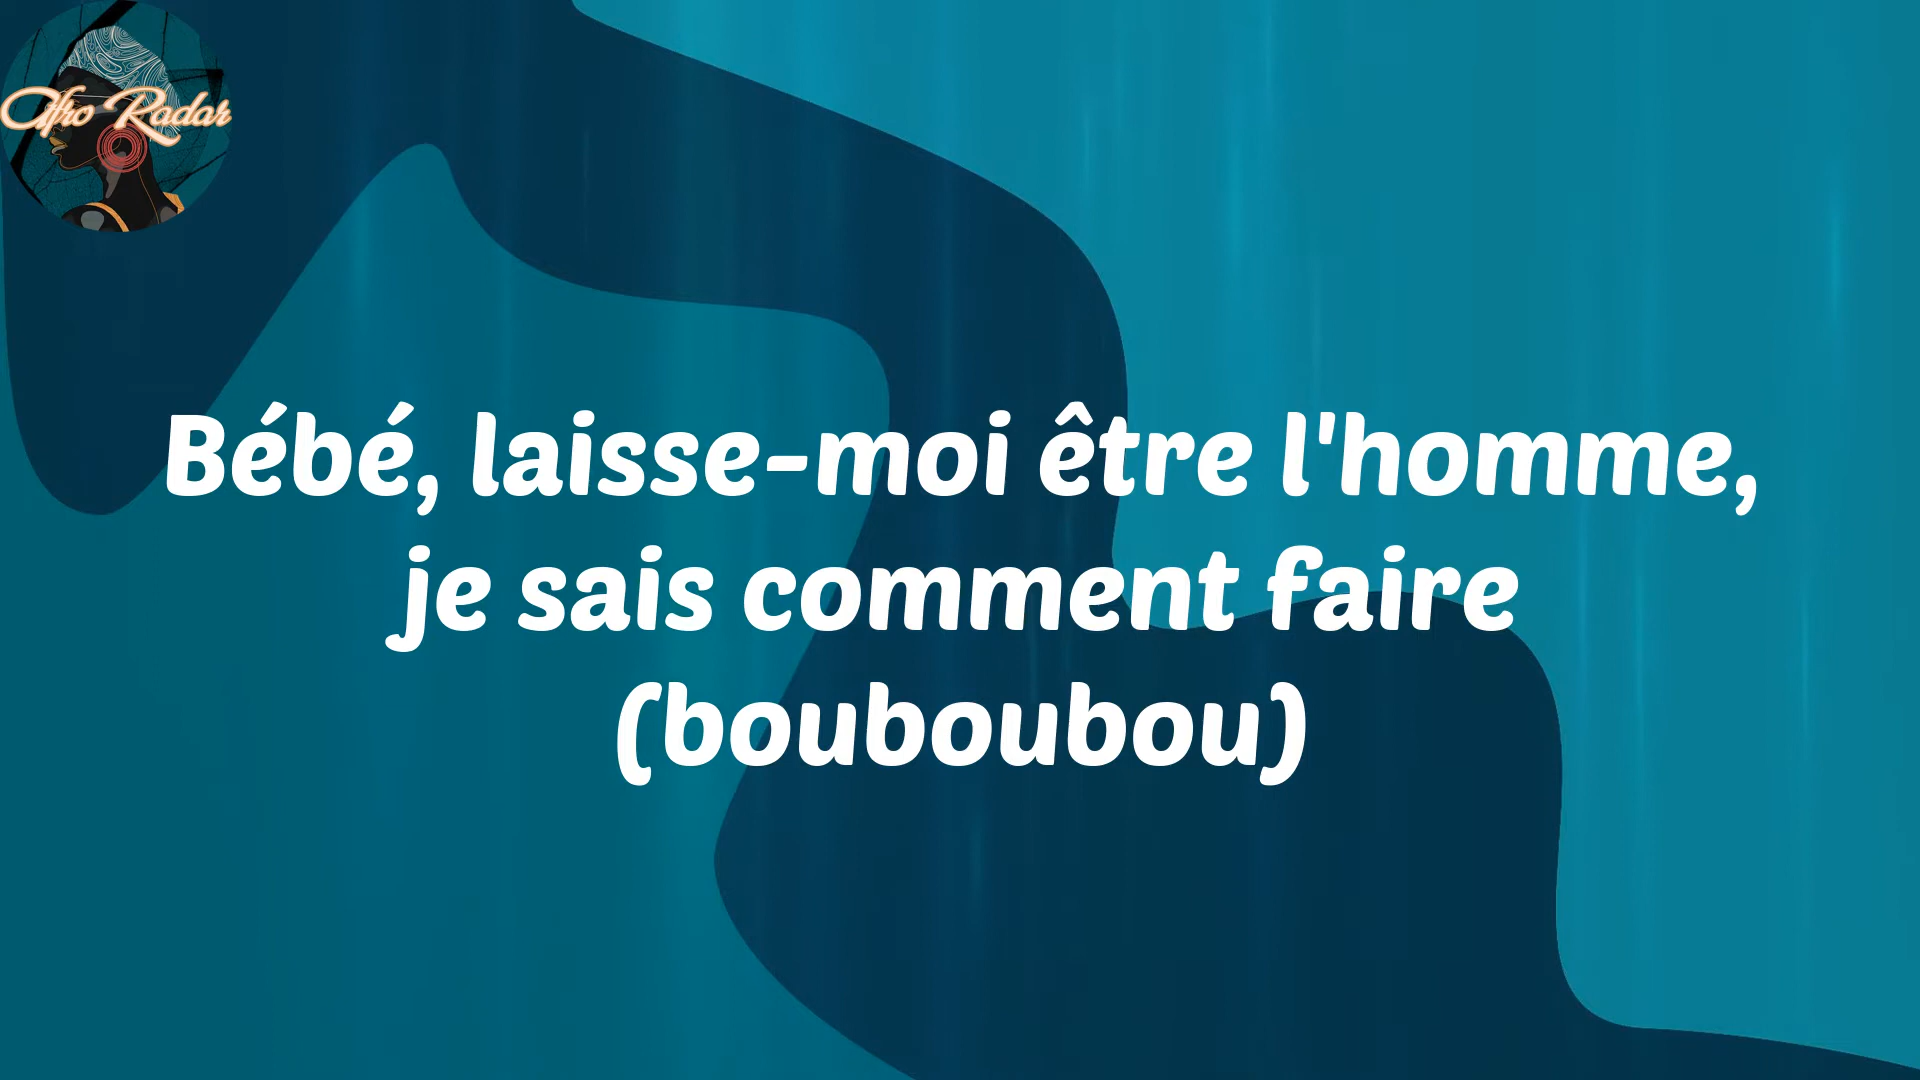 Afro Radar
Bébé, laisse-moi être l'homme,
je sais comment faire
(bouboubou)